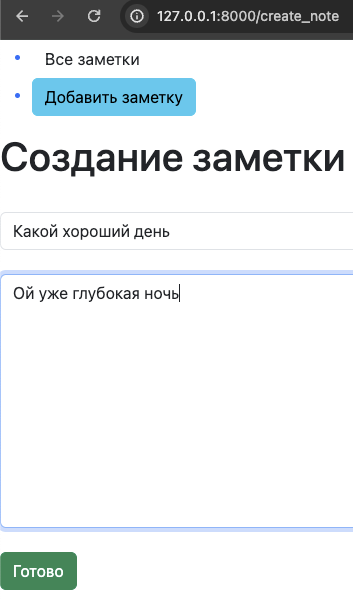 127.0.0.1:8000/create_note
Все заметки
Добавить заметку
Создание заметки
Какой хороший день
Ой уже глубокая ночь
Готово